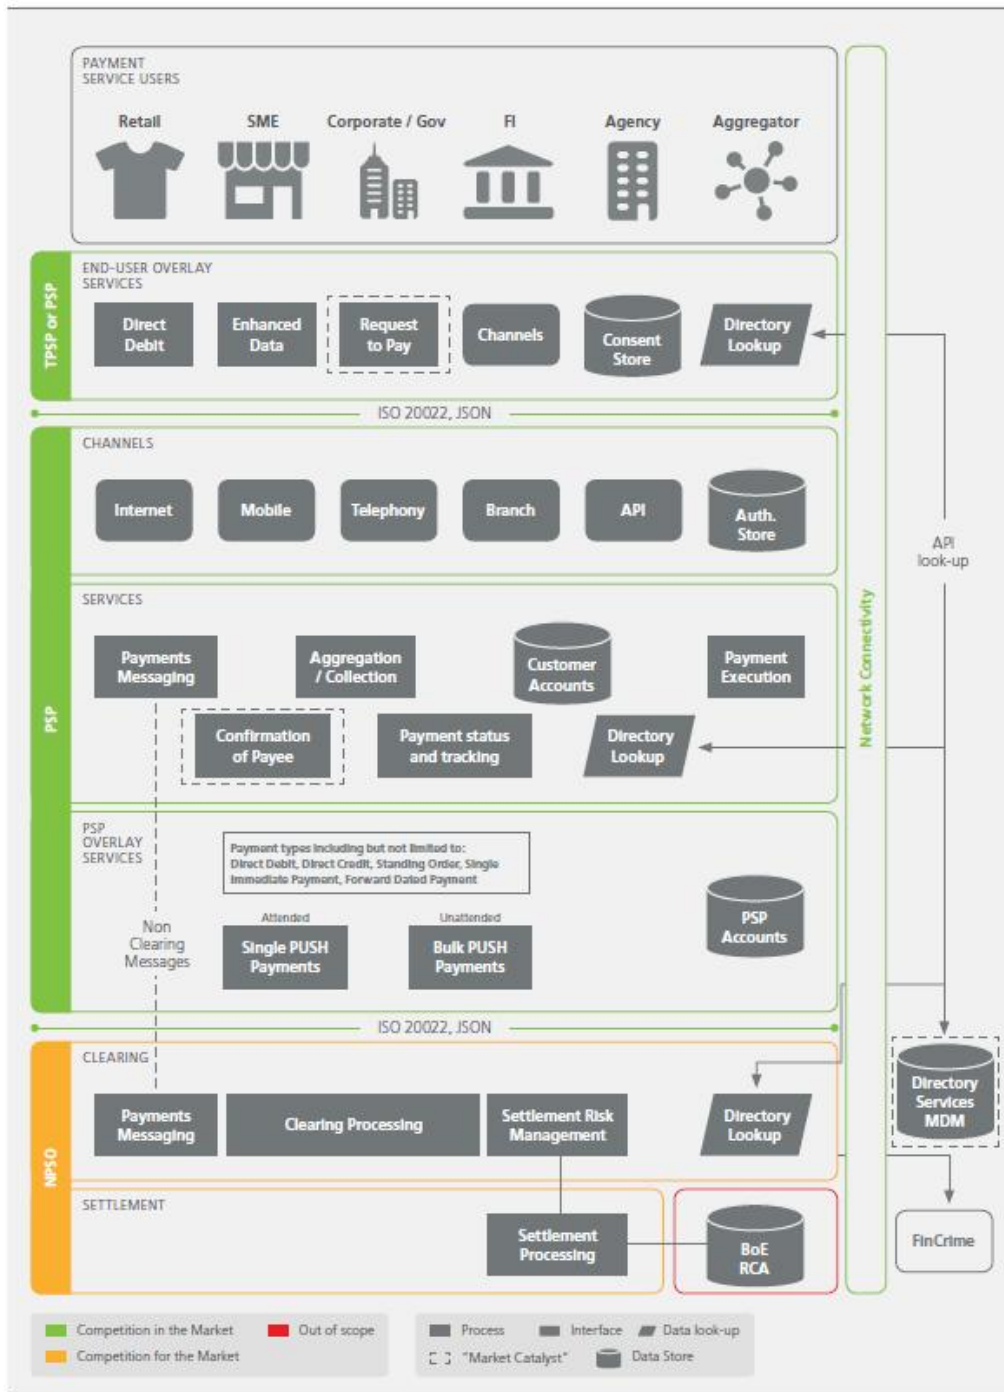 PAYMENT
SERVICE USERS
Retail
SME
Corporate / Gov
FI
Agency
Aggregator
TPSP or PSP
END-USER OVERLAY
SERVICES
Direct
Debit
Enhanced
Data
Request
to Pay
Channels
Consent
Store
Directory
Lookup
ISO 20022, JSON
PSP
CHANNELS
Internet
Mobile
Telephony
Branch
API
Auth.
Store
API
look-up
Network Connectivity
SERVICES
Payments
Messaging
Aggregation
/ Collection
Customer
Accounts
Payment
Execution
Confirmation
of Payee
Payment status
and tracking
Directory
Lookup
PSP
OVERLAY
SERVICES
Payment types including but not limited to:
Direct Debit, Direct Credit, Standing Order, Single
Immediate Payment, Forward Dated Payment
Non
Clearing
Messages
Attended
Single PUSH
Payments
Unattended
Bulk PUSH
Payments
PSP
Accounts
ISO 20022, JSON
NPSO
CLEARING
Payments
Messaging
Clearing Processing
Settlement Risk
Management
Directory
Lookup
Directory
Services
MDM
SETTLEMENT
Settlement
Processing
BoE
RCA
FinCrime
Competition in the Market
Out of scope
Competition for the Market
Process
Interface
Data look-up
"Market Catalyst"
Data Store